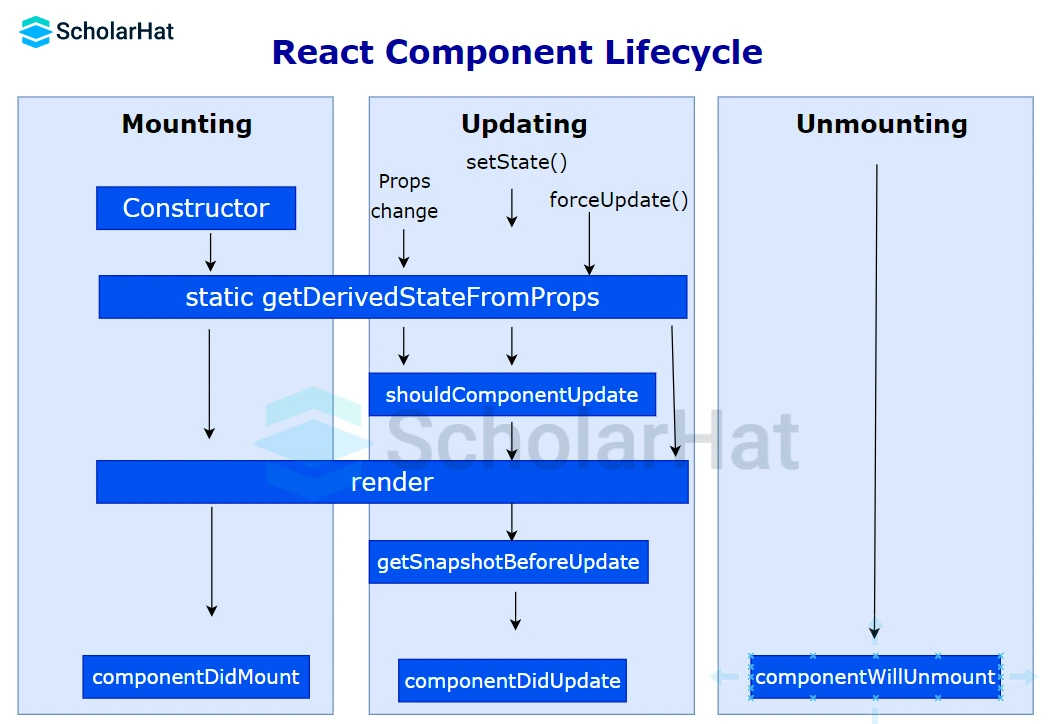 ScholarHat
React Component Lifecycle
Mounting
Constructor
Updating
setState()
Props
change
forceUpdate()
static getDerivedStateFromProps
shouldComponentUpdate
ScholarHat
render
getSnapshotBeforeUpdate
componentDidMount
componentDidUpdate
Unmounting
componentWillUnmount